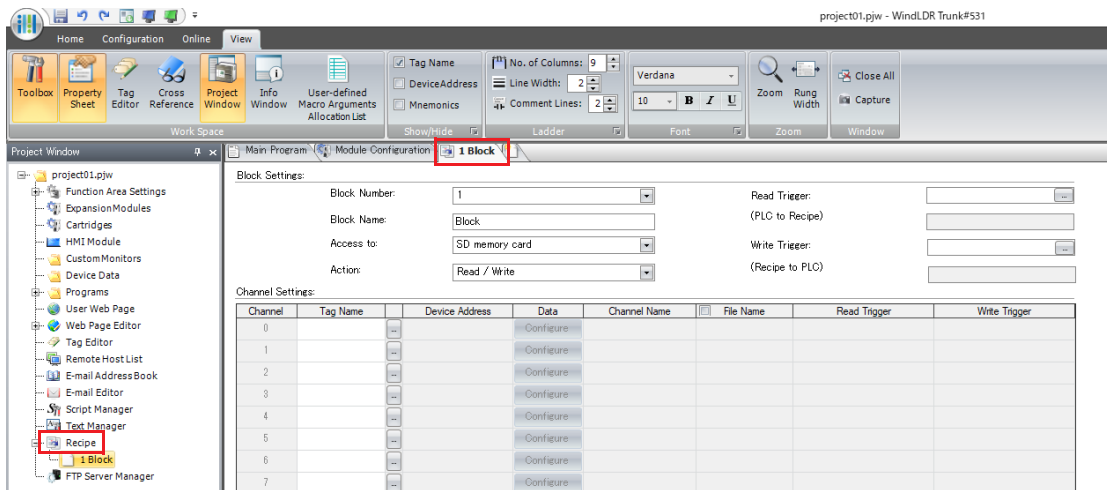 project01.pjw - WindLDR Trunk#531
Home Configuration Online View
Toolbox
Property Sheet
Tag Editor
Cross Reference
Project Window
Info Window
User-defined Macro Arguments Allocation List
Work Space
Tag Name
DeviceAddress
Mnemonics
Show/Hide
No. of Columns: 9
Line Width: 2
Comment Lines: 2
Ladder
Verdana
10 B I U
Font
Zoom
Rung Width
Zoom
Close All
Capture
Window
Project Window
Main Program Module Configuration 1 Block
project01.pjw
Function Area Settings
ExpansionModules
Cartridges
HMI Module
CustomMonitors
Device Data
Programs
User Web Page
Web Page Editor
Tag Editor
Remote Host List
E-mail Address Book
E-mail Editor
Script Manager
Text Manager
Recipe
1 Block
FTP Server Manager
Block Settings:
Block Number: 1
Block Name: Block
Access to: SD memory card
Action: Read / Write
Read Trigger: ...
(PLC to Recipe)
Write Trigger: ...
(Recipe to PLC)
Channel Settings:
Channel Tag Name Device Address Data Channel Name File Name Read Trigger Write Trigger
0 ... Configure
1 ... Configure
2 ... Configure
3 ... Configure
4 ... Configure
5 ... Configure
6 ... Configure
7 ... Configure